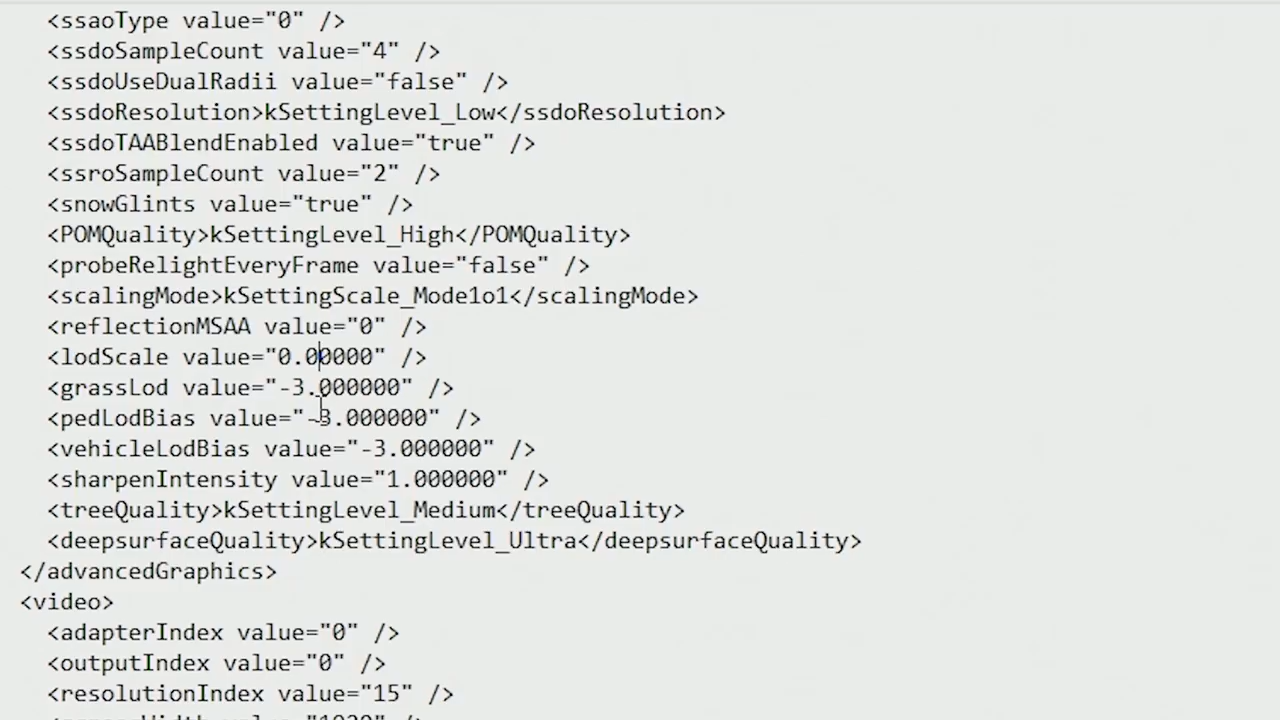 <ssaoType value="0" />
<ssdoSampleCount value="4" />
<ssdoUseDualRadii value="false" />
<ssdoResolution>kSettingLevel_Low</ssdoResolution>
<ssdoTAABlendEnabled value="true" />
<ssroSampleCount value="2" />
<snowGlints value="true" />
<POMQuality>kSettingLevel_High</POMQuality>
<probeRelightEveryFrame value="false" />
<scalingMode>kSettingScale_Mode1o1</scalingMode>
<reflectionMSAA value="0" />
<lodScale value="0.00000" />
<grassLod value="-3.000000" />
<pedLodBias value="-3.000000" />
<vehicleLodBias value="-3.000000" />
<sharpenIntensity value="1.000000" />
<treeQuality>kSettingLevel_Medium</treeQuality>
<deepsurfaceQuality>kSettingLevel_Ultra</deepsurfaceQuality>
</advancedGraphics>
<video>
<adapterIndex value="0" />
<outputIndex value="0" />
<resolutionIndex value="15" />